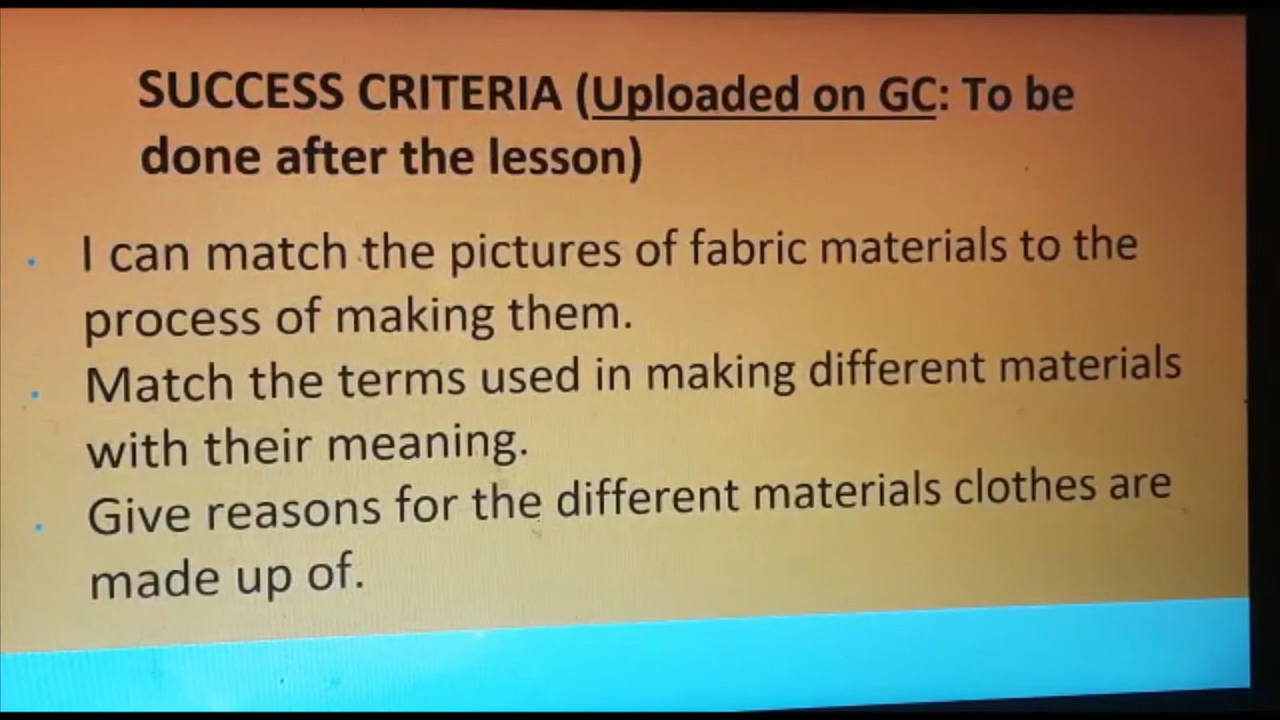 SUCCESS CRITERIA (Uploaded on GC: To be
done after the lesson)
I can match the pictures of fabric materials to the
process of making them.
Match the terms used in making different materials
with their meaning.
Give reasons for the different materials clothes are
made up of.